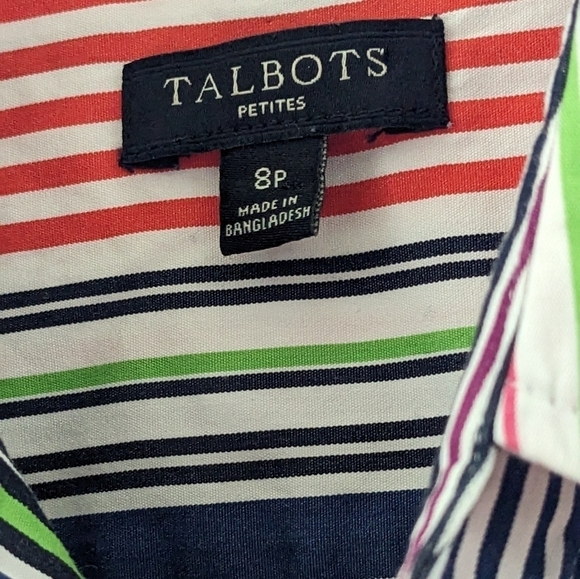 TALBOTS
PETITES
8P
MADE IN
BANGLADESH